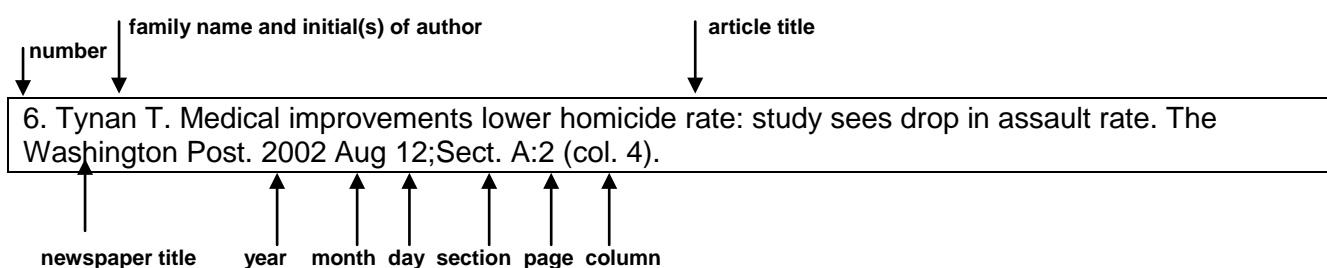 family name and initial(s) of author article title
number
6. Tynan T. Medical improvements lower homicide rate: study sees drop in assault rate. The
Washington Post. 2002 Aug 12;Sect. A:2 (col. 4).
newspaper title year month day section page column